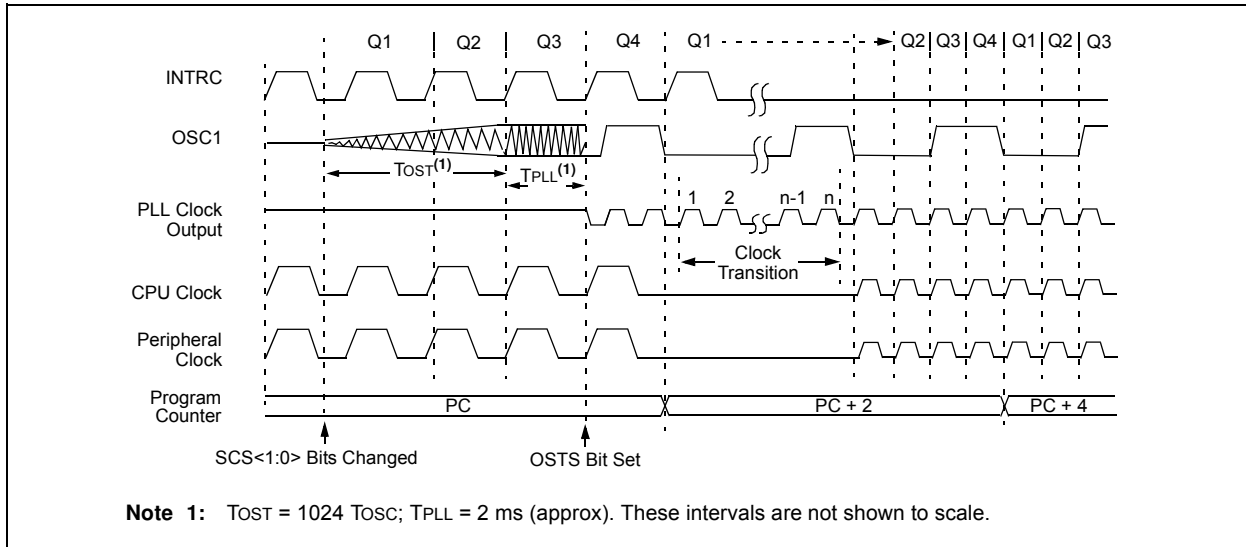 Q1 Q2 Q3 Q4 Q1 Q2 Q3 Q4 Q1 Q2 Q3
INTRC
OSC1
TOST(1) TPLL(1)
PLL Clock
Output
1 2 n-1 n
Clock
Transition
CPU Clock
Peripheral
Clock
Program
Counter
PC PC + 2 PC + 4
SCS<1:0> Bits Changed OSTS Bit Set
Note 1: TOST = 1024 TOSC; TPLL = 2 ms (approx). These intervals are not shown to scale.